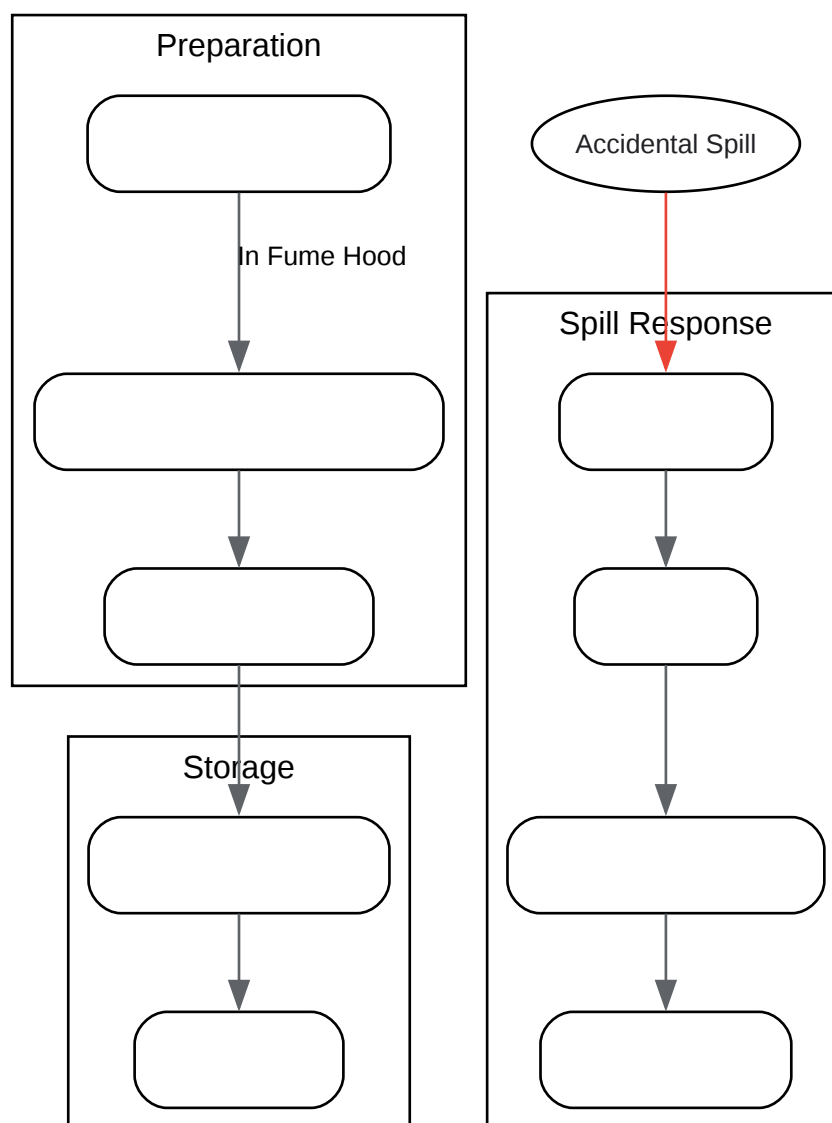 Preparation
Accidental Spill
In Fume Hood
Spill Response
Storage